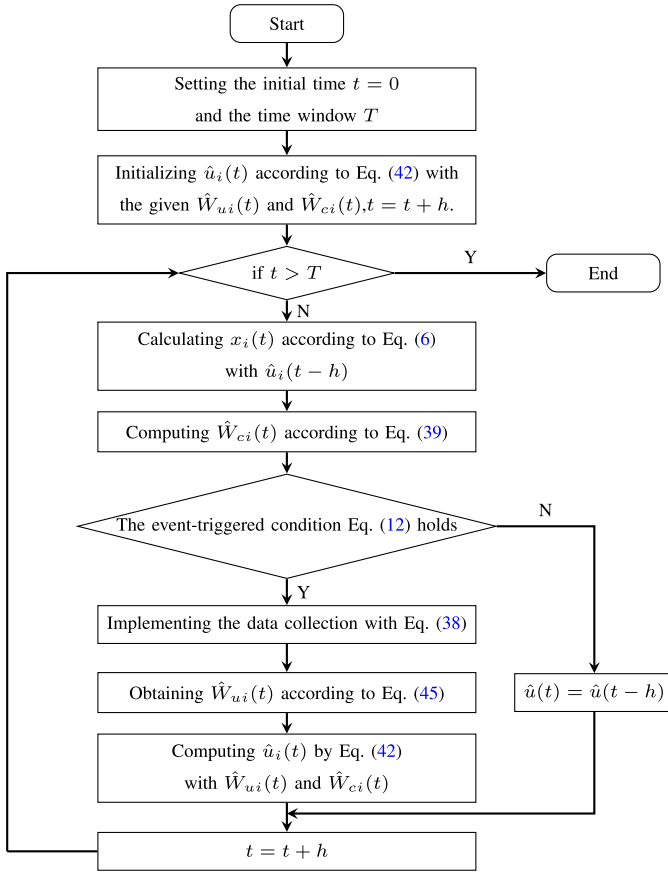 Start
Setting the initial time t = 0
and the time window T
Initializing û_i(t) according to Eq. (42) with
the given Ŵ_ui(t) and Ŵ_ci(t),t = t + h.
if t > T
Y
End
N
Calculating x_i(t) according to Eq. (6)
with û_i(t − h)
Computing Ŵ_ci(t) according to Eq. (39)
The event-triggered condition Eq. (12) holds
N
Y
Implementing the data collection with Eq. (38)
Obtaining Ŵ_ui(t) according to Eq. (45)
û(t) = û(t − h)
Computing û_i(t) by Eq. (42)
with Ŵ_ui(t) and Ŵ_ci(t)
t = t + h